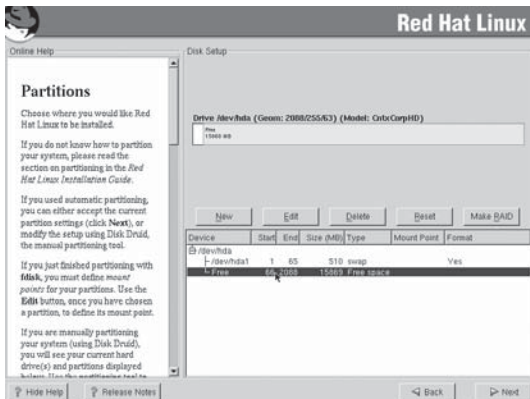 Red Hat Linux
Online Help
Partitions
Choose where you would like Red
Hat Linux to be installed.
If you do not know how to partition
your system, please read the
section on partitioning in the Red
Hat Linux Installation Guide.
If you used automatic partitioning,
you can either accept the current
partition settings (click Next), or
modify the setup using Disk Druid,
the manual partitioning tool.
If you just finished partitioning with
fdisk, you must define mount
points for your partitions. Use the
Edit button, once you have chosen
a partition, to define its mount point.
If you are manually partitioning
your system (using Disk Druid),
you will see your current hard
drive(s) and partitions displayed
Disk Setup
Drive /dev/hda (Geom: 2088/255/63) (Model: CntxCorpHD)
Free
15869 MB
New Edit Delete Reset Make RAID
Device Start End Size (MB) Type Mount Point Format
/dev/hda
/dev/hda1 1 65 510 swap Yes
Free 66 2088 15869 Free space
Hide Help Release Notes Back Next